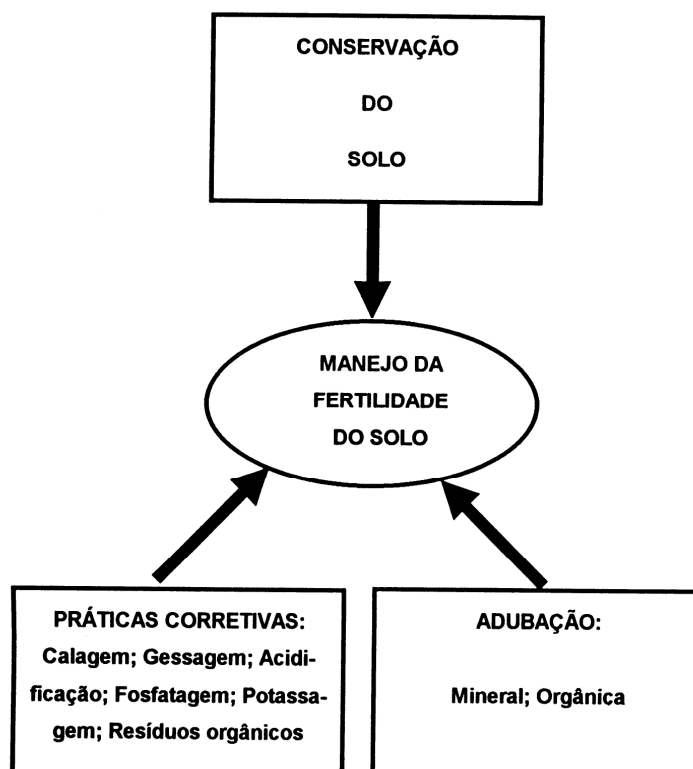 CONSERVAÇÃO
DO
SOLO
MANEJO DA
FERTILIDADE
DO SOLO
PRÁTICAS CORRETIVAS:
Calagem; Gessagem; Acidi-
ficação; Fosfatagem; Potassa-
gem; Resíduos orgânicos
ADUBAÇÃO:
Mineral; Orgânica